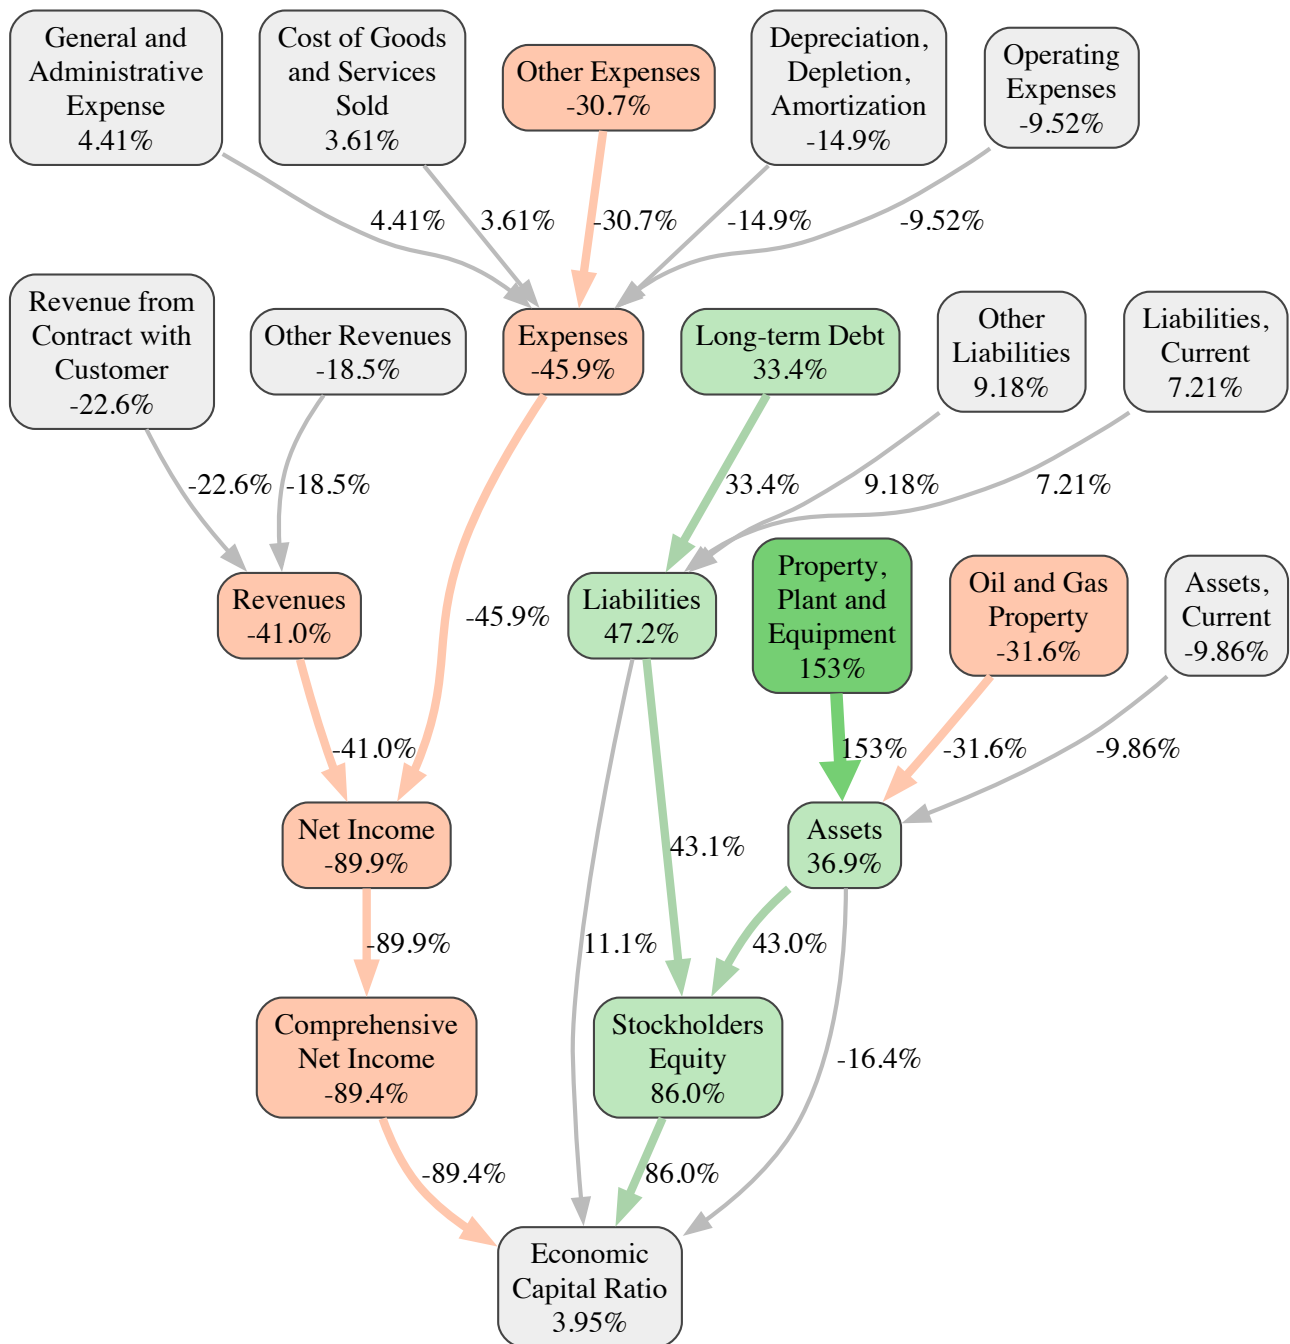 General and
Administrative
Expense
4.41%
Cost of Goods
and Services
Sold
3.61%
Other Expenses
-30.7%
Depreciation,
Depletion,
Amortization
-14.9%
Operating
Expenses
-9.52%
4.41%
3.61%
-30.7%
-14.9%
-9.52%
Revenue from
Contract with
Customer
-22.6%
Other Revenues
-18.5%
Expenses
-45.9%
Long-term Debt
33.4%
Other
Liabilities
9.18%
Liabilities,
Current
7.21%
-22.6%
-18.5%
33.4%
9.18%
7.21%
Revenues
-41.0%
-45.9%
Liabilities
47.2%
Property,
Plant and
Equipment
153%
Oil and Gas
Property
-31.6%
Assets,
Current
-9.86%
-41.0%
153%
-31.6%
-9.86%
Net Income
-89.9%
43.1%
Assets
36.9%
-89.9%
11.1%
43.0%
Comprehensive
Net Income
-89.4%
Stockholders
Equity
86.0%
-16.4%
-89.4%
86.0%
Economic
Capital Ratio
3.95%